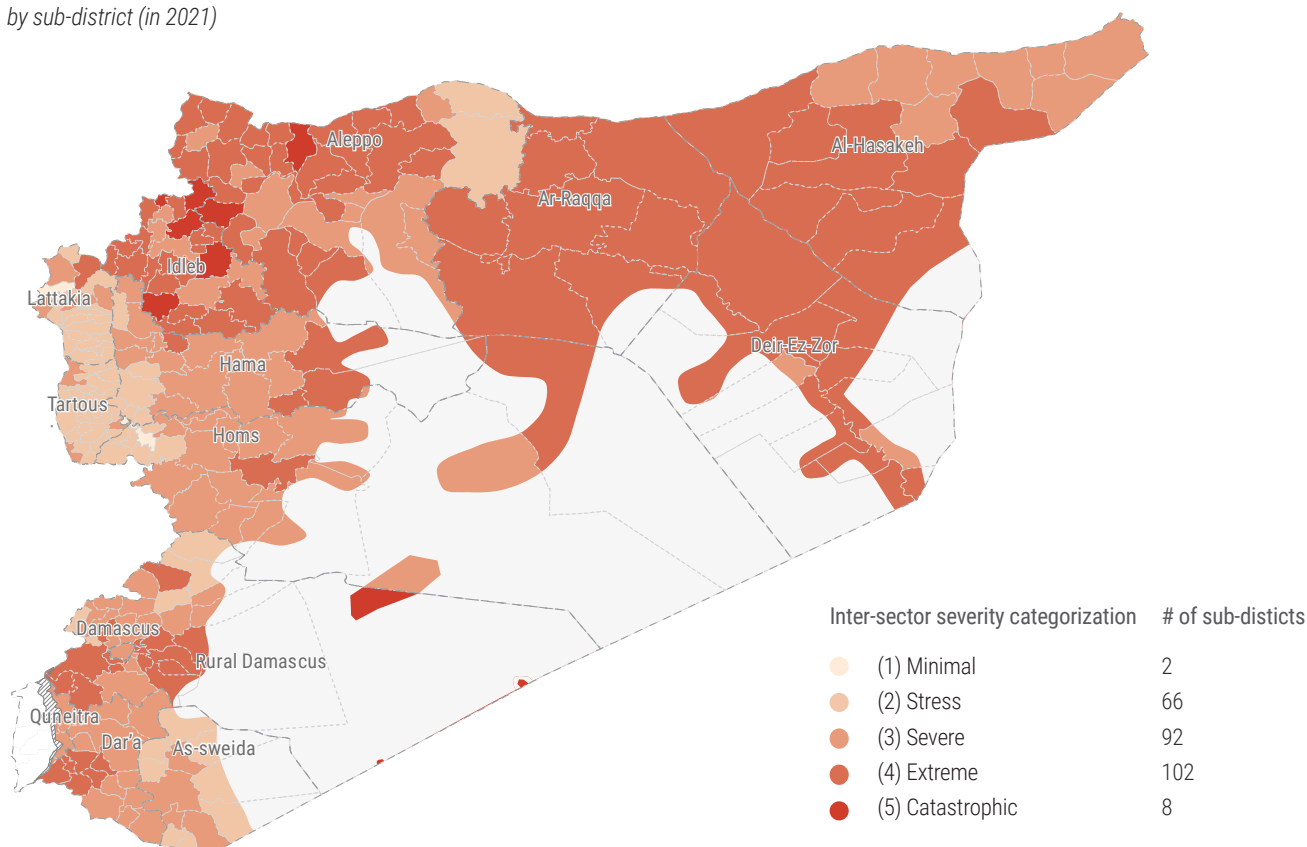 by sub-district (in 2021)
Aleppo
Al-Hasakeh
Ar-Raqqa
Idleb
Lattakia
Deir-Ez-Zor
Hama
Tartous
Homs
Inter-sector severity categorization # of sub-disticts
Damascus
Rural Damascus
(1) Minimal 2
(2) Stress 66
Quneitra
Dar'a
As-sweida
(3) Severe 92
(4) Extreme 102
(5) Catastrophic 8